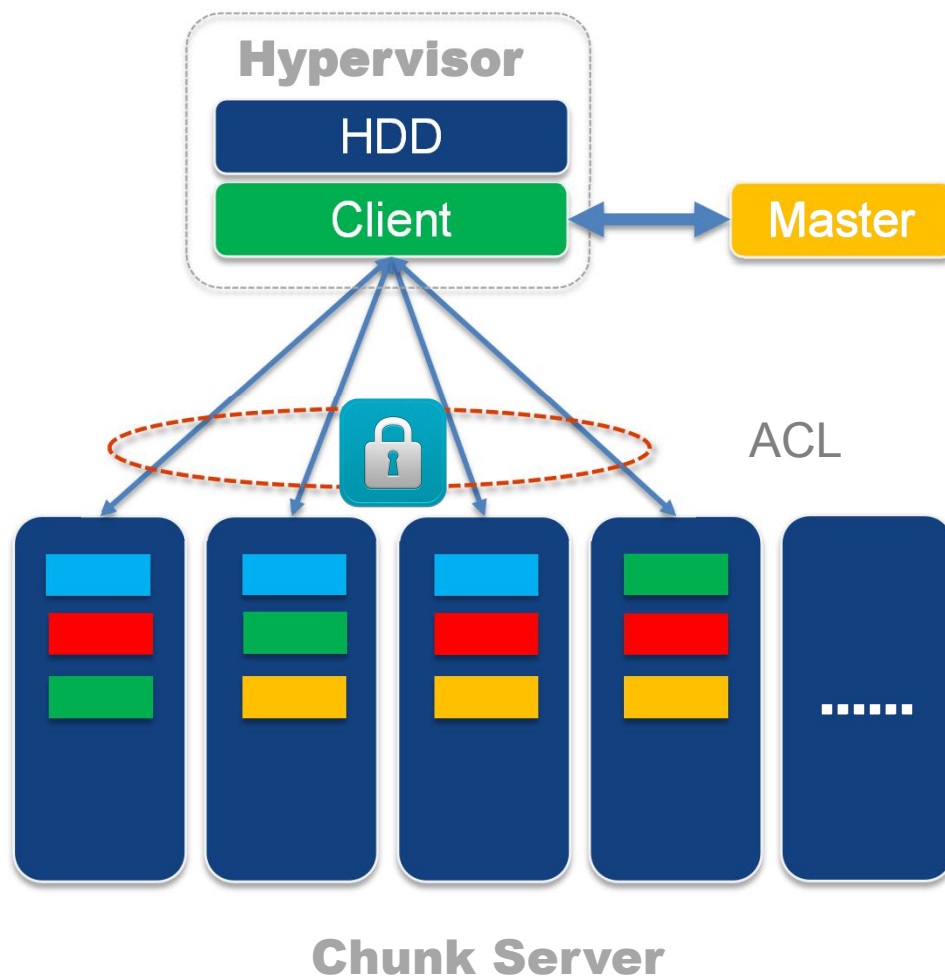 Hypervisor
HDD
Client
Master
ACL
......
Chunk Server